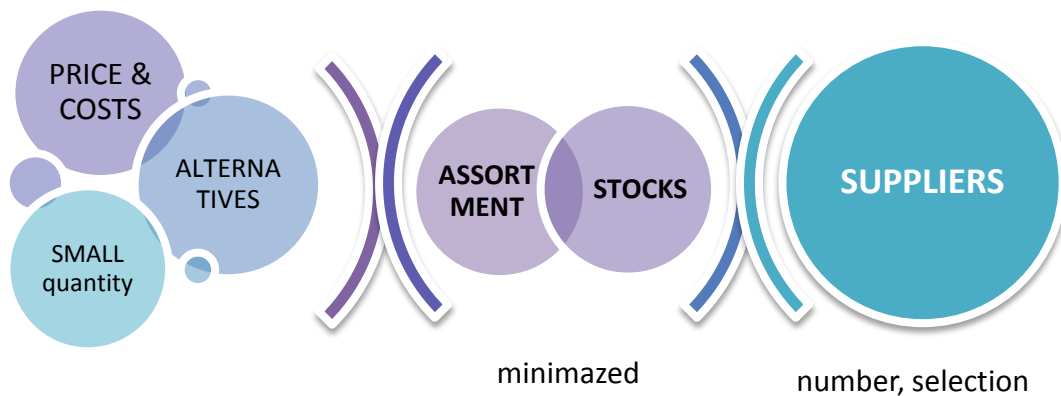 PRICE &
COSTS
ALTERNA
TIVES
SMALL
quantity
ASSORT
MENT
STOCKS
SUPPLIERS
minimazed
number, selection